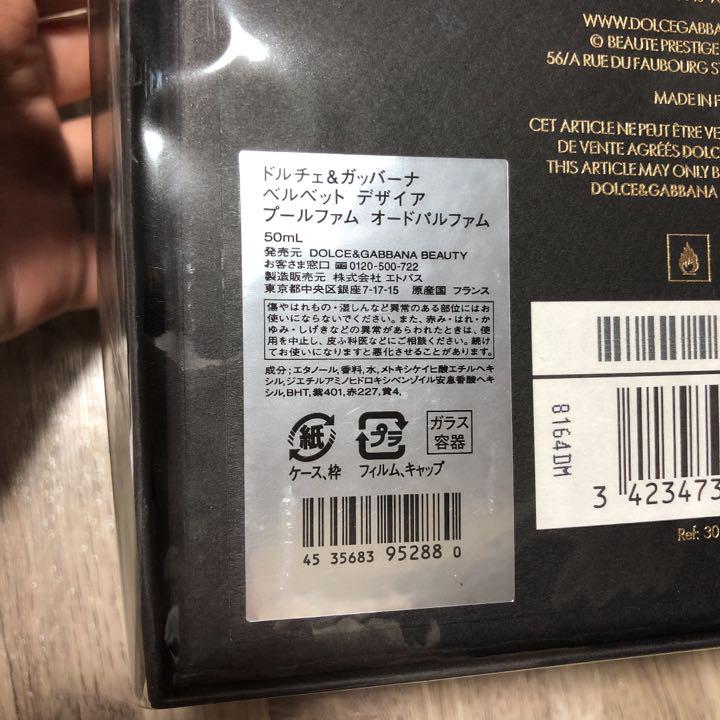 WWW.DOLCEGABBA
© BEAUTE PRESTIGE
56/A RUE DU FAUBOURG ST
MADE IN F
CET ARTICLE NE PEUT ÊTRE VE
DE VENTE AGRÉÉS DOLC
THIS ARTICLE MAY ONLY B
DOLCE&GABBANA
ドルチェ&ガッバーナ
ベルベット デザイア
プールファム オードパルファム
50mL
発売元 DOLCE&GABBANA BEAUTY
お客さま窓口 0120-500-722
製造販売元 株式会社 エトバス
東京都中央区銀座7-17-15 原産国 フランス
傷やはれもの・湿しんなど異常のある部位にはお
使いにならないでください。また、赤み・はれ・か
ゆみ・しげきなどの異常があらわれたときは、使
用を中止し、皮ふ科医などにご相談ください。続け
てお使いになりますと悪化させることがあります。
成分;エタノール,香料,水,メトキシケイヒ酸エチルヘキ
シル,ジエチルアミノヒドロキシベンゾイル安息香酸ヘキ
シル,BHT,紫401,赤227,黄4,
紙 プラ ガラス
容器
ケース、枠 フィルム、キャップ
45 35683 95288 0
8164DM
3 423473
Ref: 30